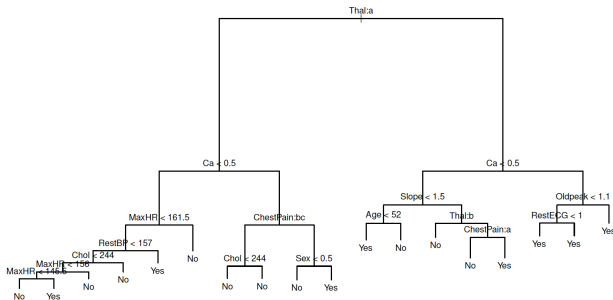 Thal:a
Ca < 0.5
Ca < 0.5
Slope < 1.5
Oldpeak < 1.1
MaxHR < 161.5
ChestPain:bc
Age < 52
Thal:b
RestECG < 1
ChestPain:a
Yes
RestBP < 157
Yes
No
No
Yes
Yes
Chol < 244
MaxHR < 156
MaxHR < 145.5
No
Yes
No
Chol < 244
Sex < 0.5
No
Yes
No
No
No
Yes
No
No
No
Yes